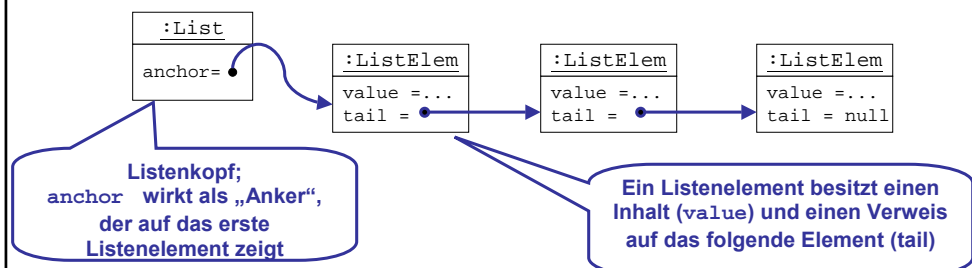 :List
anchor=
:ListElem
value =...
tail =
:ListElem
value =...
tail =
:ListElem
value =...
tail = null
Listenkopf;
anchor wirkt als „Anker“,
der auf das erste
Listenelement zeigt
Ein Listenelement besitzt einen
Inhalt (value) und einen Verweis
auf das folgende Element (tail)